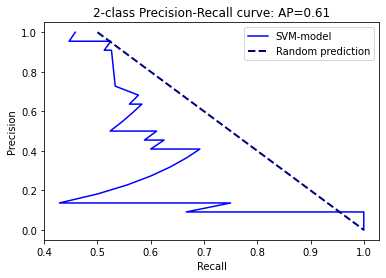 2-class Precision-Recall curve: AP=0.61
SVM-model
Random prediction
1.0
0.8
0.6
0.4
0.2
0.0
Precision
0.4 0.5 0.6 0.7 0.8 0.9 1.0
Recall